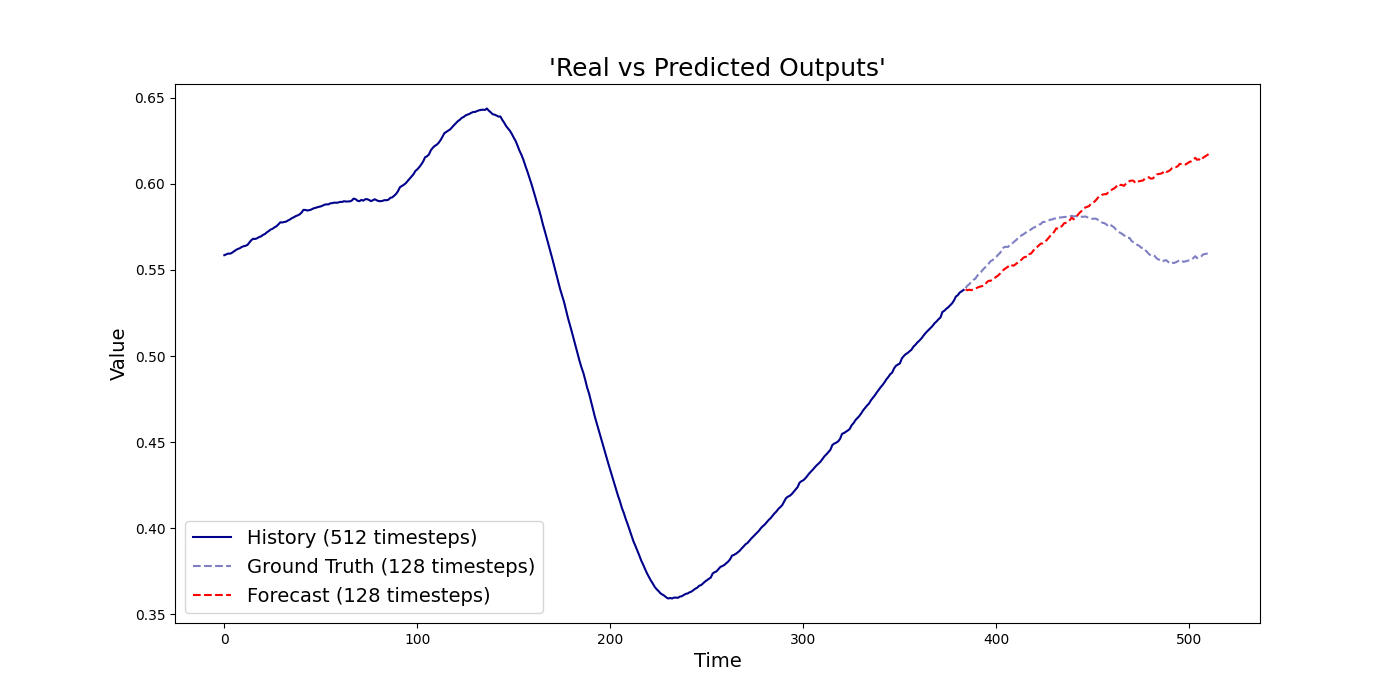 'Real vs Predicted Outputs'
Value
0.65
0.60
0.55
0.50
0.45
0.40
0.35
History (512 timesteps)
Ground Truth (128 timesteps)
Forecast (128 timesteps)
0 100 200 300 400 500
Time